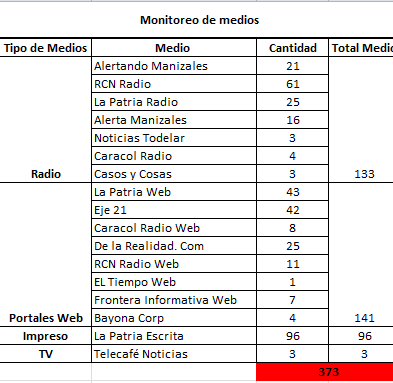 Monitoreo de medios
Tipo de Medios Medio Cantidad Total Medio
Alertando Manizales 21
RCN Radio 61
La Patria Radio 25
Alerta Manizales 16
Noticias Todelar 3
Caracol Radio 4
Radio Casos y Cosas 3 133
La Patria Web 43
Eje 21 42
Caracol Radio Web 8
De la Realidad. Com 25
RCN Radio Web 11
EL Tiempo Web 1
Frontera Informativa Web 7
Portales Web Bayona Corp 4 141
Impreso La Patria Escrita 96 96
TV Telecafé Noticias 3 3
373